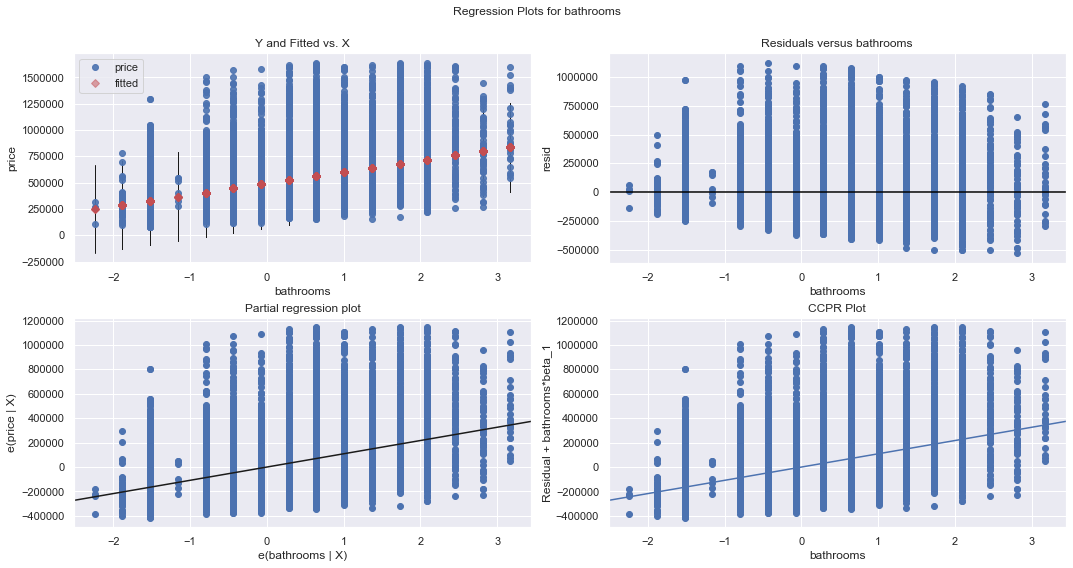 Regression Plots for bathrooms
Y and Fitted vs. X
price
fitted
1500000
1250000
1000000
750000
500000
250000
0
−250000
price
−2 −1 0 1 2 3
bathrooms
Residuals versus bathrooms
1000000
750000
500000
250000
0
−250000
−500000
resid
−2 −1 0 1 2 3
bathrooms
Partial regression plot
1200000
1000000
800000
600000
400000
200000
0
−200000
−400000
e(price | X)
−2 −1 0 1 2 3
e(bathrooms | X)
CCPR Plot
1200000
1000000
800000
600000
400000
200000
0
−200000
−400000
Residual + bathrooms*beta_1
−2 −1 0 1 2 3
bathrooms